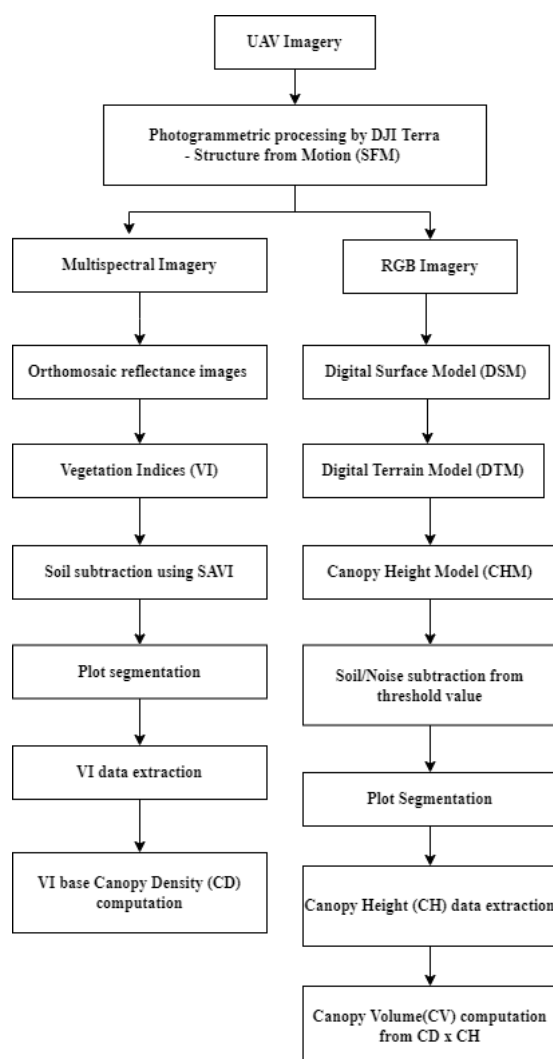 UAV Imagery
Photogrammetric processing by DJI Terra
- Structure from Motion (SFM)
Multispectral Imagery
RGB Imagery
Orthomosaic reflectance images
Digital Surface Model (DSM)
Vegetation Indices (VI)
Digital Terrain Model (DTM)
Soil subtraction using SAVI
Canopy Height Model (CHM)
Plot segmentation
Soil/Noise subtraction from
threshold value
VI data extraction
Plot Segmentation
VI base Canopy Density (CD)
computation
Canopy Height (CH) data extraction
Canopy Volume(CV) computation
from CD x CH